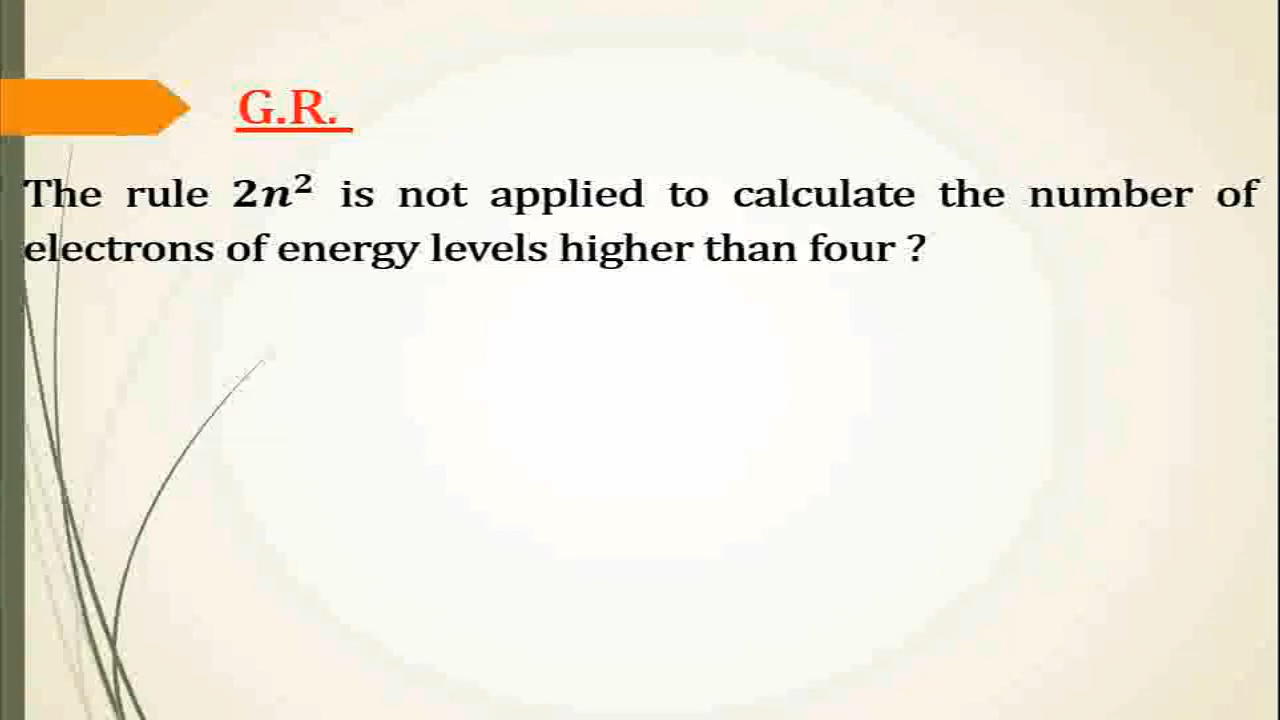 G.R.
The rule 2n² is not applied to calculate the number of
electrons of energy levels higher than four ?